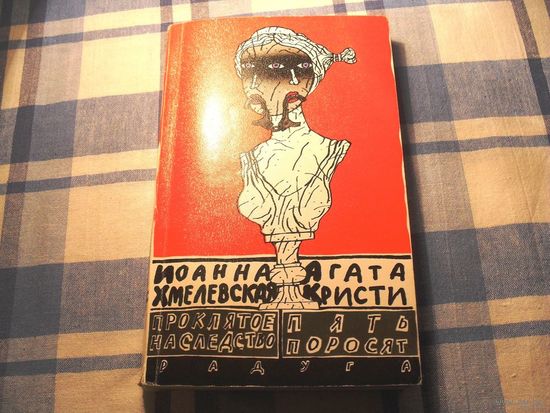 ИОАННА
ХМЕЛЕВСКАЯ
АГАТА
КРИСТИ
ПРОКЛЯТОЕ
НАСЛЕДСТВО
ПЯТЬ
ПОРОСЯТ
РАДУГА